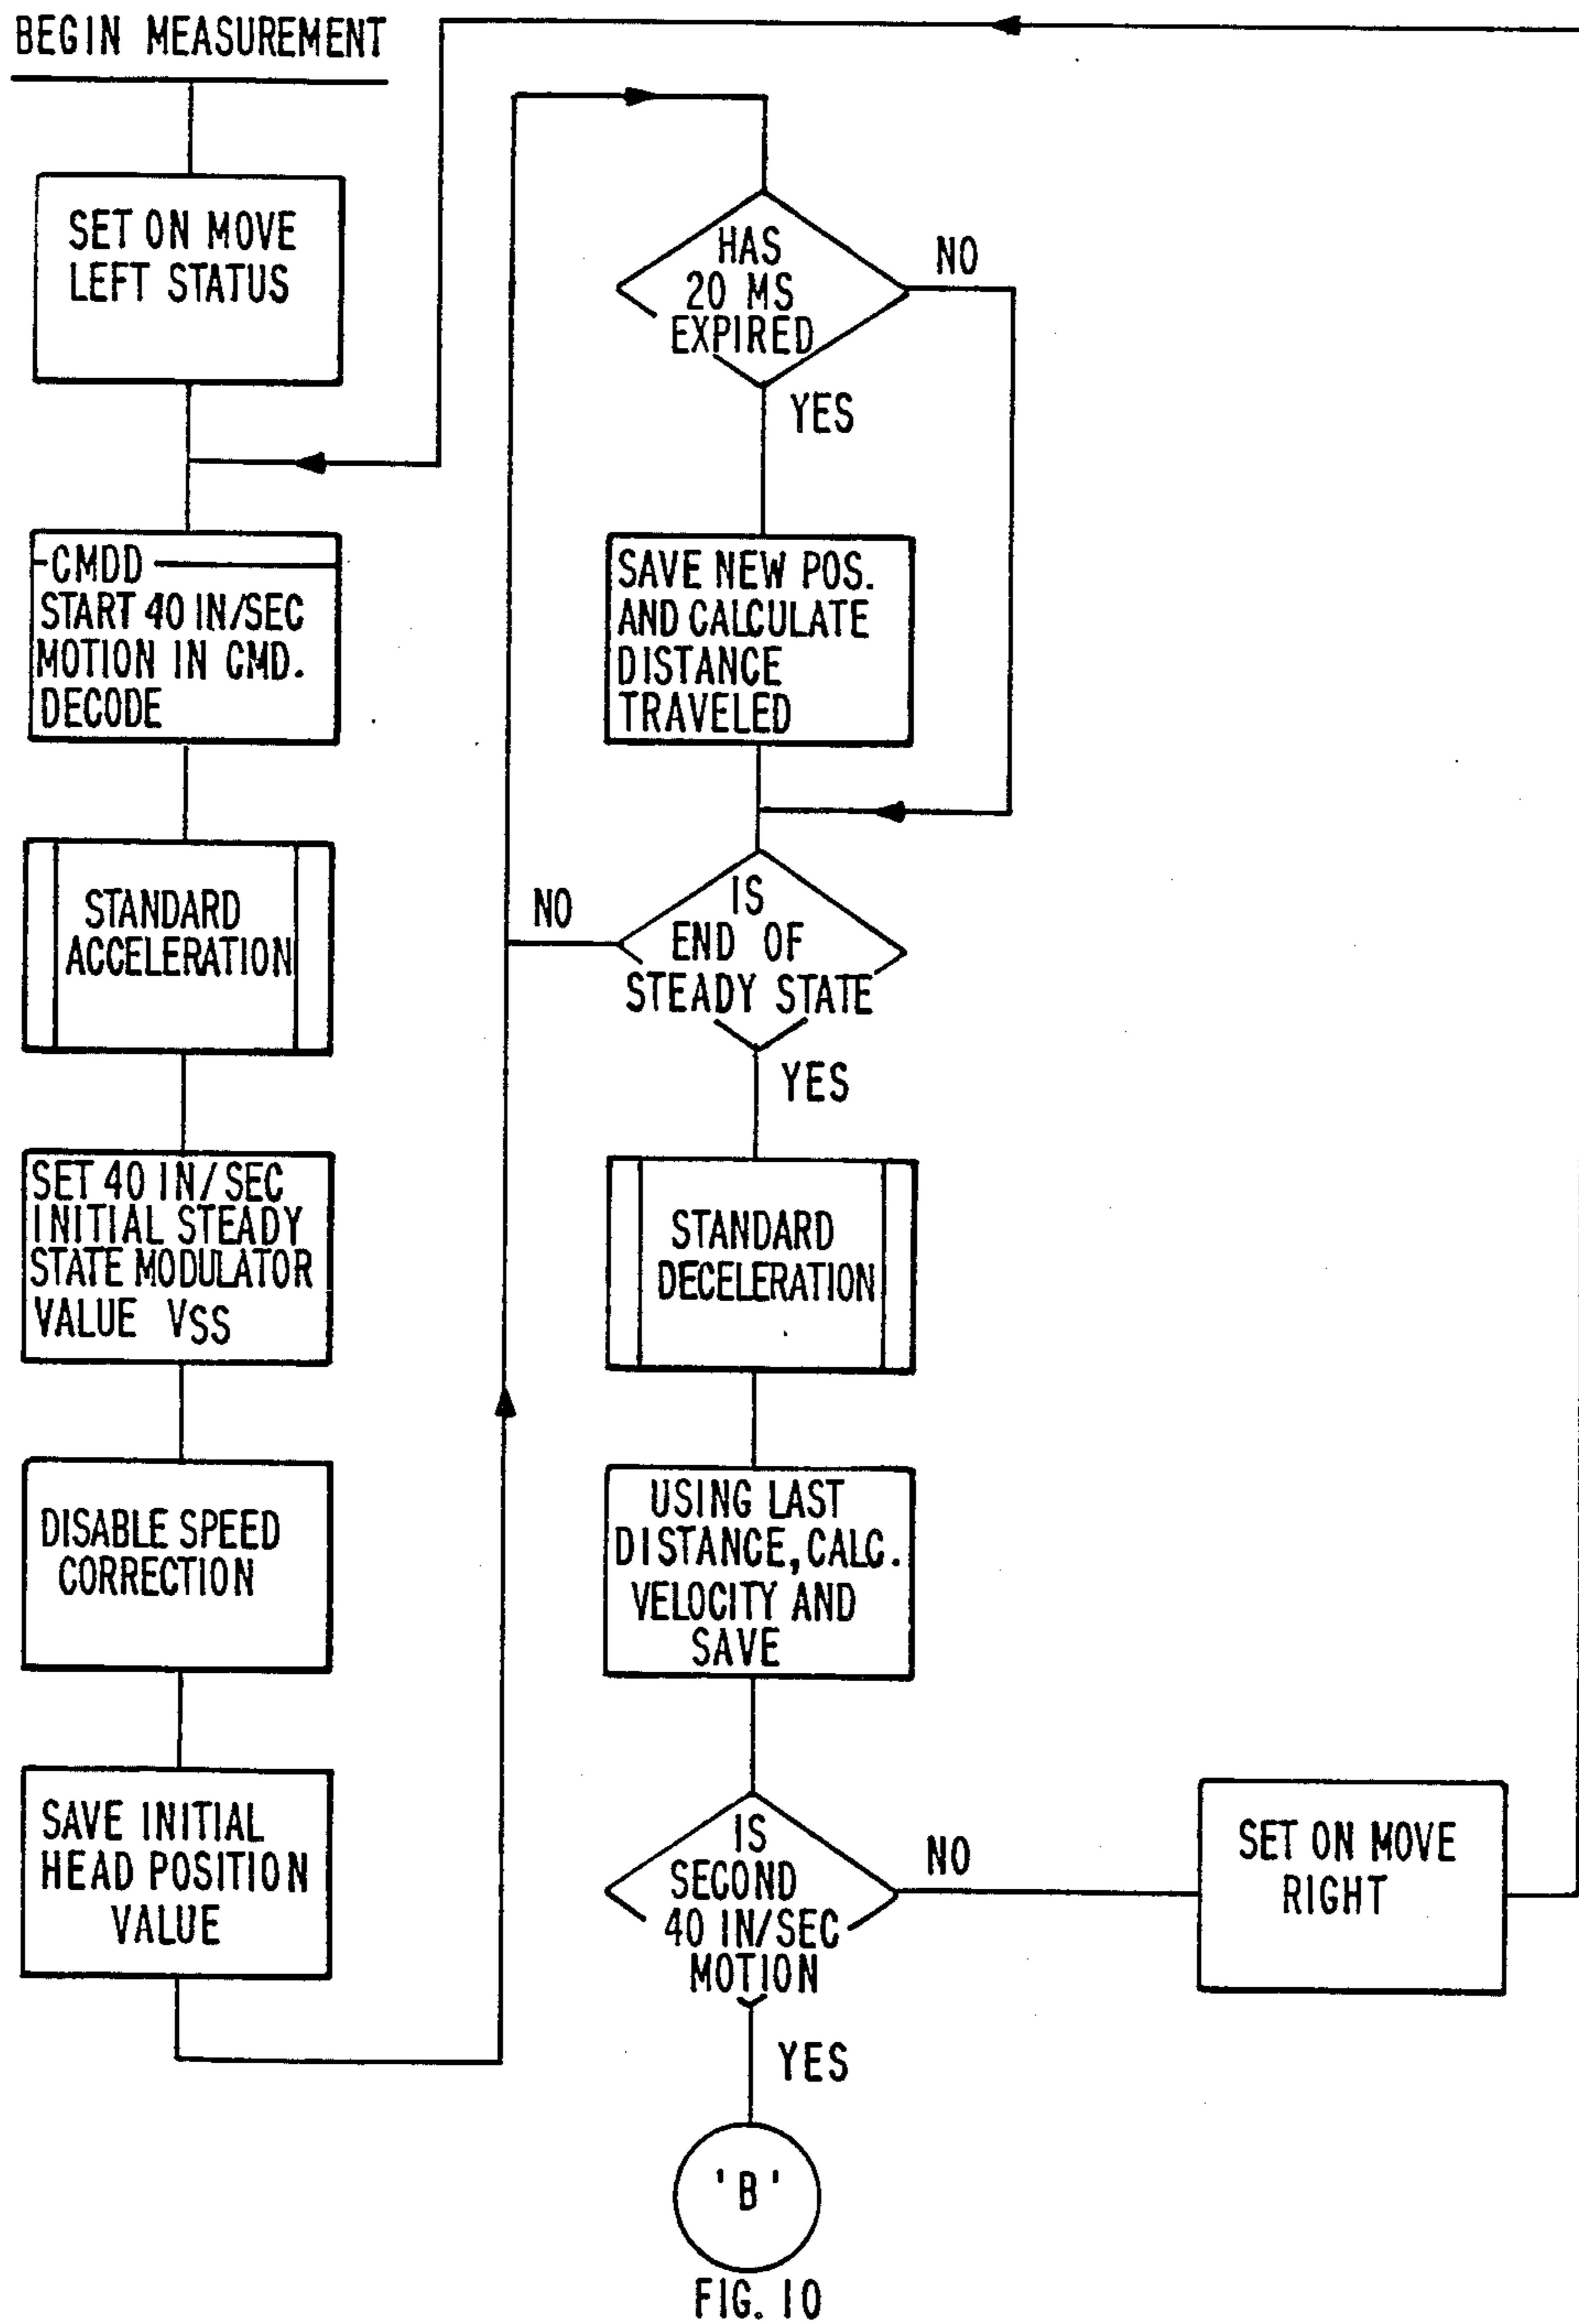 BEGIN MEASUREMENT
SET ON MOVE
LEFT STATUS
CMDD
START 40 IN/SEC
MOTION IN CMD.
DECODE
STANDARD
ACCELERATION
SET 40 IN/SEC
INITIAL STEADY
STATE MODULATOR
VALUE VSS
DISABLE SPEED
CORRECTION
SAVE INITIAL
HEAD POSITION
VALUE
HAS
20 MS
EXPIRED
NO
YES
SAVE NEW POS.
AND CALCULATE
DISTANCE
TRAVELED
IS
END OF
STEADY STATE
NO
YES
STANDARD
DECELERATION
USING LAST
DISTANCE, CALC.
VELOCITY AND
SAVE
IS
SECOND
40 IN/SEC
MOTION
NO
SET ON MOVE
RIGHT
YES
'B'
FIG. 10